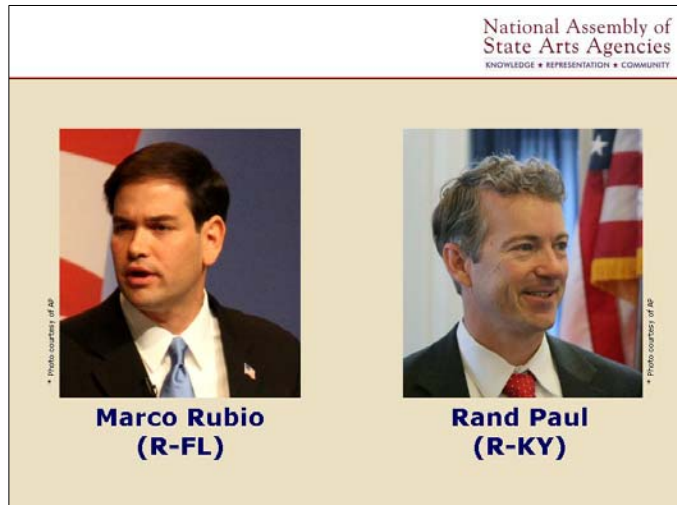 National Assembly of
State Arts Agencies
KNOWLEDGE ★ REPRESENTATION ★ COMMUNITY
* Photo courtesy of AP
* Photo courtesy of AP
Marco Rubio
(R-FL)
Rand Paul
(R-KY)